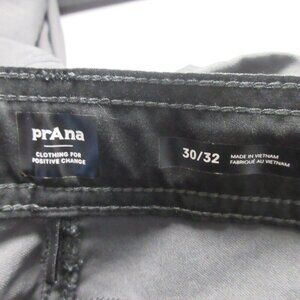 prAna
CLOTHING FOR
POSITIVE CHANGE
30/32
MADE IN VIETNAM
FABRIQUÉ AU VIETNAM